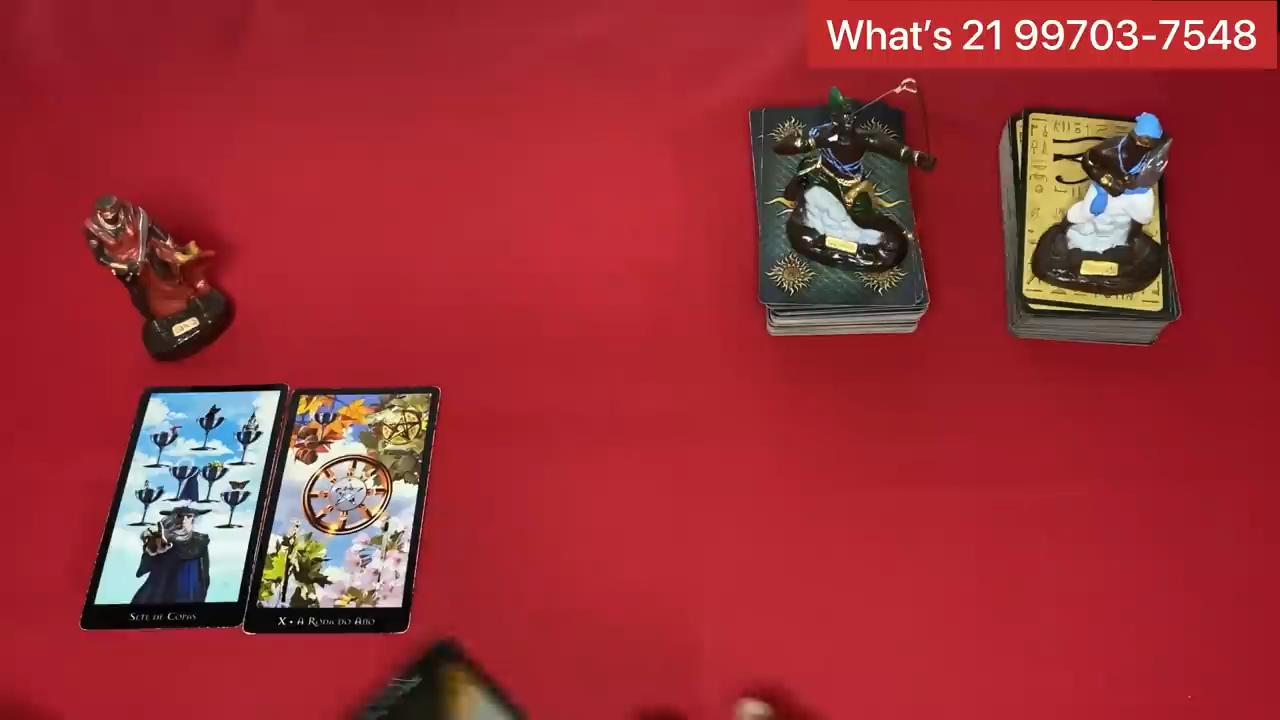 What's 21 99703-7548
SETE DE COPAS
X • A RODA DO ANO